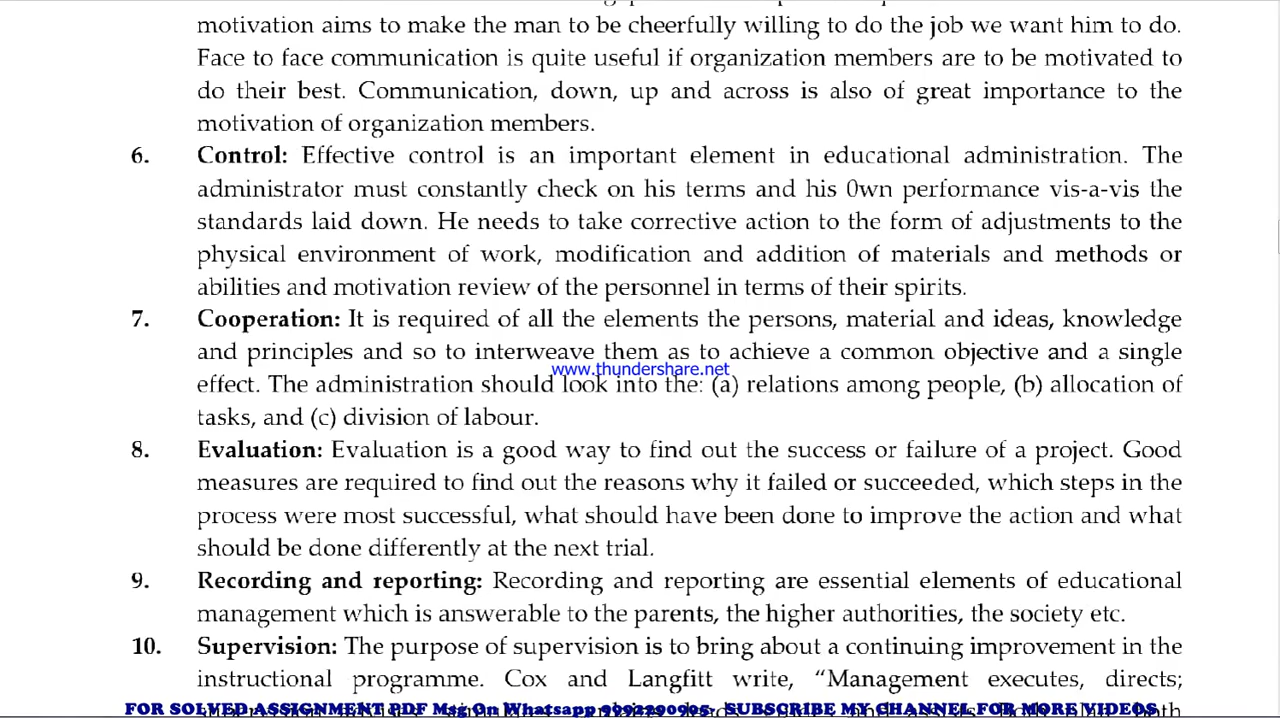 motivation aims to make the man to be cheerfully willing to do the job we want him to do.
Face to face communication is quite useful if organization members are to be motivated to
do their best. Communication, down, up and across is also of great importance to the
motivation of organization members.
6. Control: Effective control is an important element in educational administration. The
administrator must constantly check on his terms and his 0wn performance vis-a-vis the
standards laid down. He needs to take corrective action to the form of adjustments to the
physical environment of work, modification and addition of materials and methods or
abilities and motivation review of the personnel in terms of their spirits.
7. Cooperation: It is required of all the elements the persons, material and ideas, knowledge
and principles and so to interweave them as to achieve a common objective and a single
www.thundershare.net
effect. The administration should look into the: (a) relations among people, (b) allocation of
tasks, and (c) division of labour.
8. Evaluation: Evaluation is a good way to find out the success or failure of a project. Good
measures are required to find out the reasons why it failed or succeeded, which steps in the
process were most successful, what should have been done to improve the action and what
should be done differently at the next trial.
9. Recording and reporting: Recording and reporting are essential elements of educational
management which is answerable to the parents, the higher authorities, the society etc.
10. Supervision: The purpose of supervision is to bring about a continuing improvement in the
instructional programme. Cox and Langfitt write, “Management executes, directs;
FOR SOLVED ASSIGNMENT PDF Msg On Whatsapp 9992290905: SUBSCRIBE MY CHANNEL FOR MORE VIDEOS